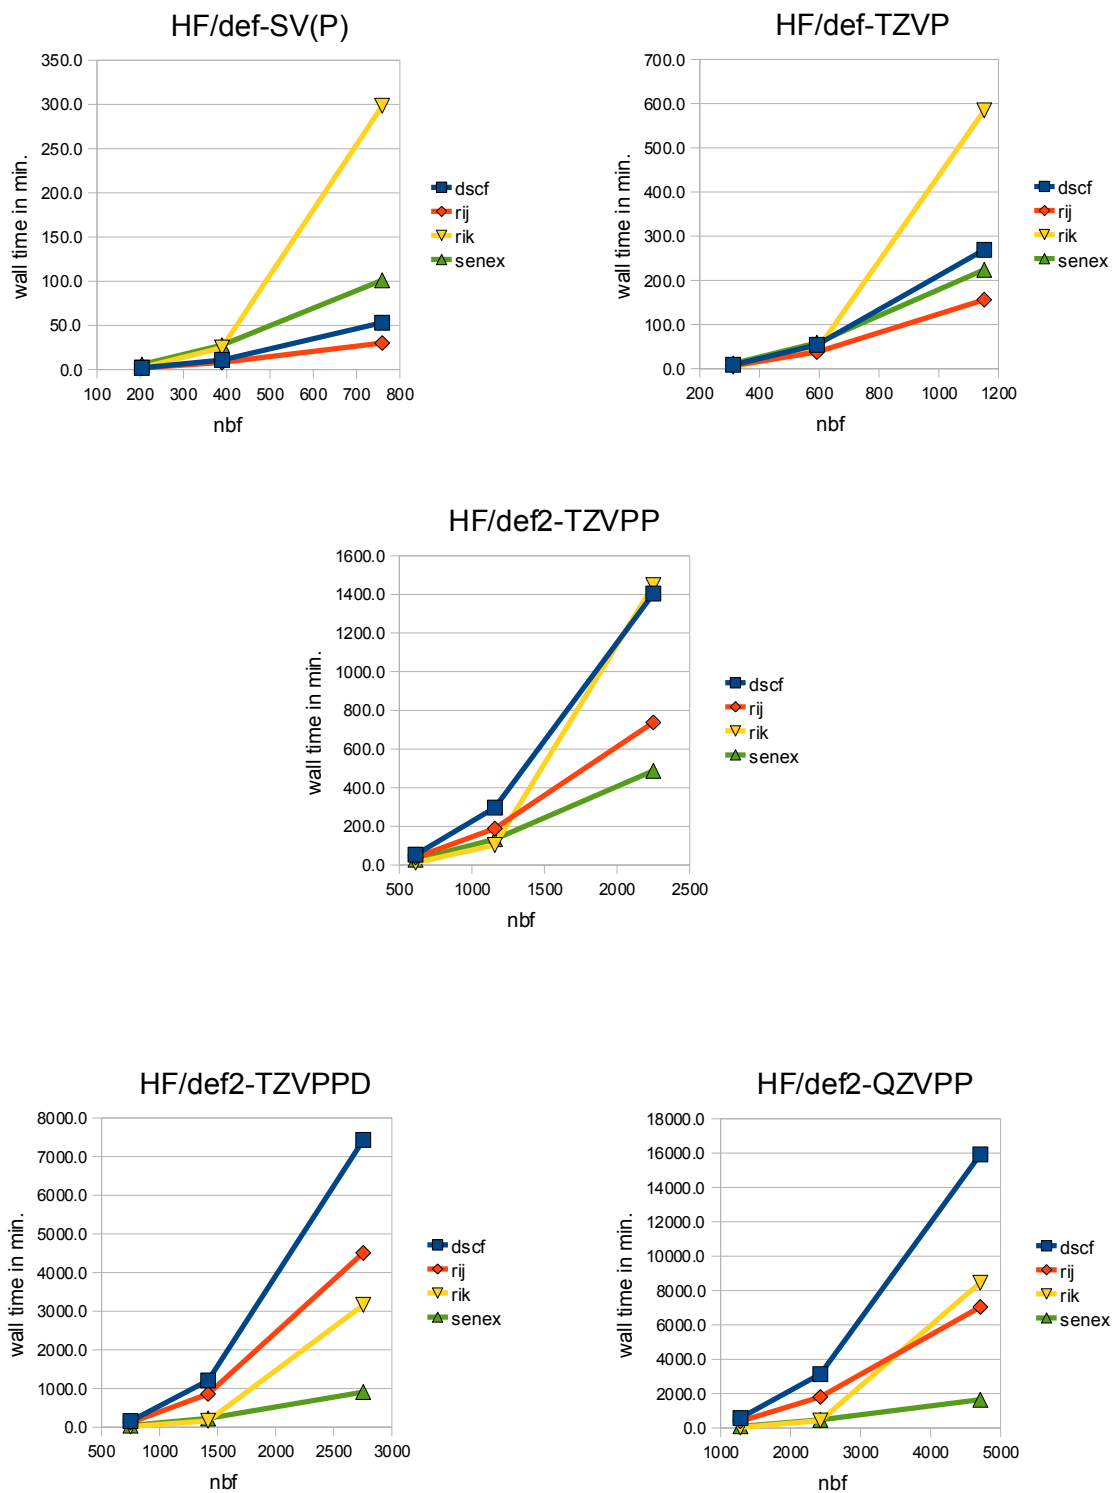 HF/def-SV(P)
350.0
300.0
250.0
200.0
150.0
100.0
50.0
0.0
100 200 300 400 500 600 700 800
wall time in min.
nbf
dscf
rij
rik
senex
HF/def-TZVP
700.0
600.0
500.0
400.0
300.0
200.0
100.0
0.0
200 400 600 800 1000 1200
wall time in min.
nbf
dscf
rij
rik
senex
HF/def2-TZVPP
1600.0
1400.0
1200.0
1000.0
800.0
600.0
400.0
200.0
0.0
500 1000 1500 2000 2500
wall time in min.
nbf
dscf
rij
rik
senex
HF/def2-TZVPPD
8000.0
7000.0
6000.0
5000.0
4000.0
3000.0
2000.0
1000.0
0.0
500 1000 1500 2000 2500 3000
wall time in min.
nbf
dscf
rij
rik
senex
HF/def2-QZVPP
18000.0
16000.0
14000.0
12000.0
10000.0
8000.0
6000.0
4000.0
2000.0
0.0
1000 2000 3000 4000 5000
wall time in min.
nbf
dscf
rij
rik
senex